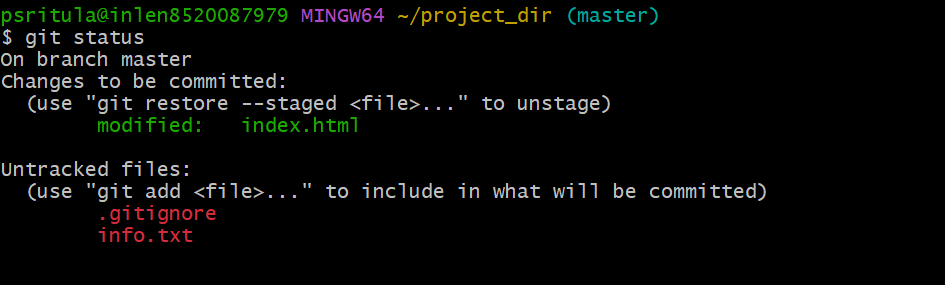 psritula@inlen8520087979 MINGW64 ~/project_dir (master)
$ git status
On branch master
Changes to be committed:
  (use "git restore --staged <file>..." to unstage)
        modified:   index.html

Untracked files:
  (use "git add <file>..." to include in what will be committed)
        .gitignore
        info.txt